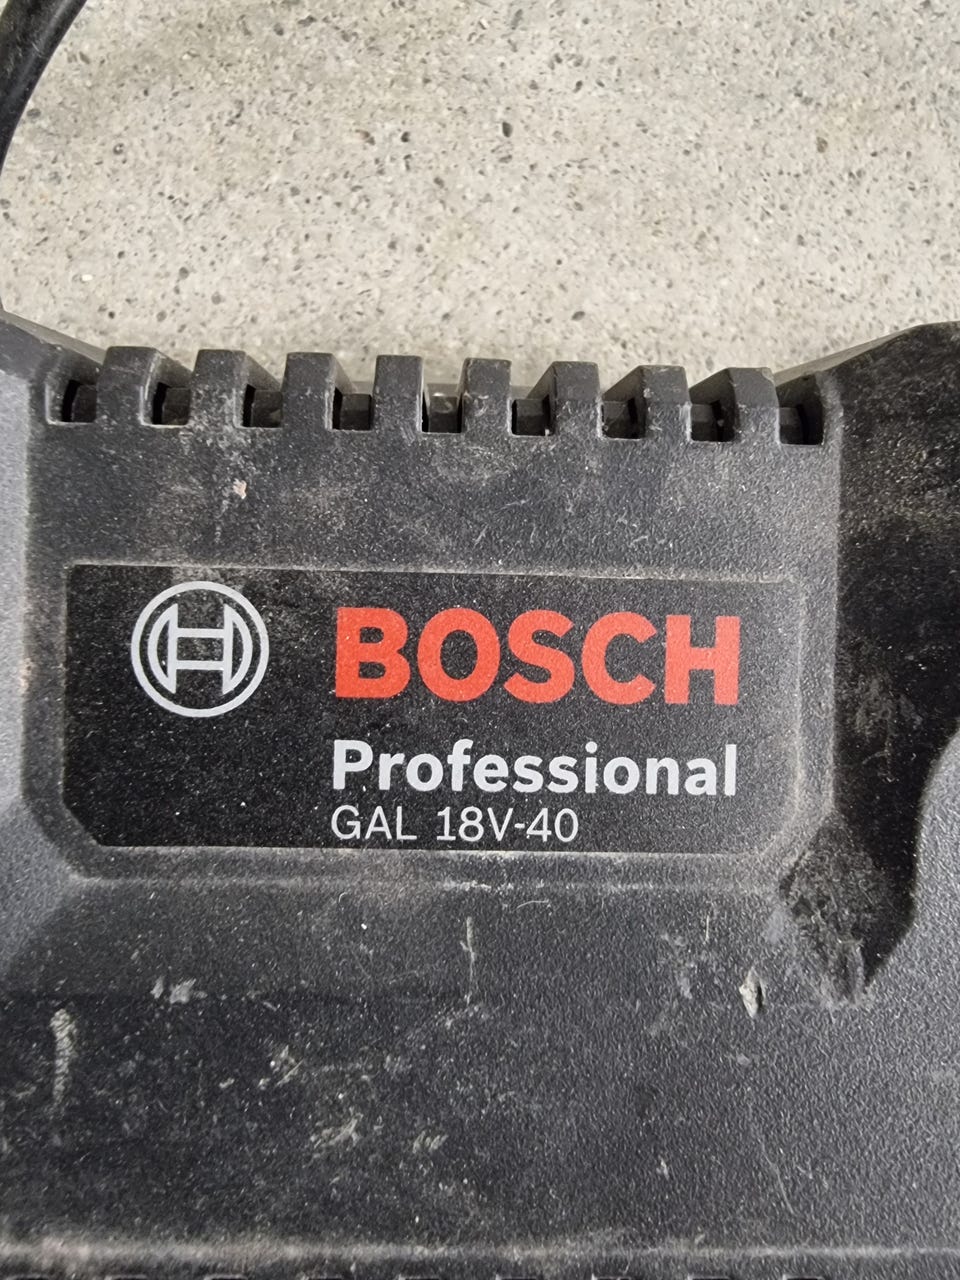 BOSCH
Professional
GAL 18V-40